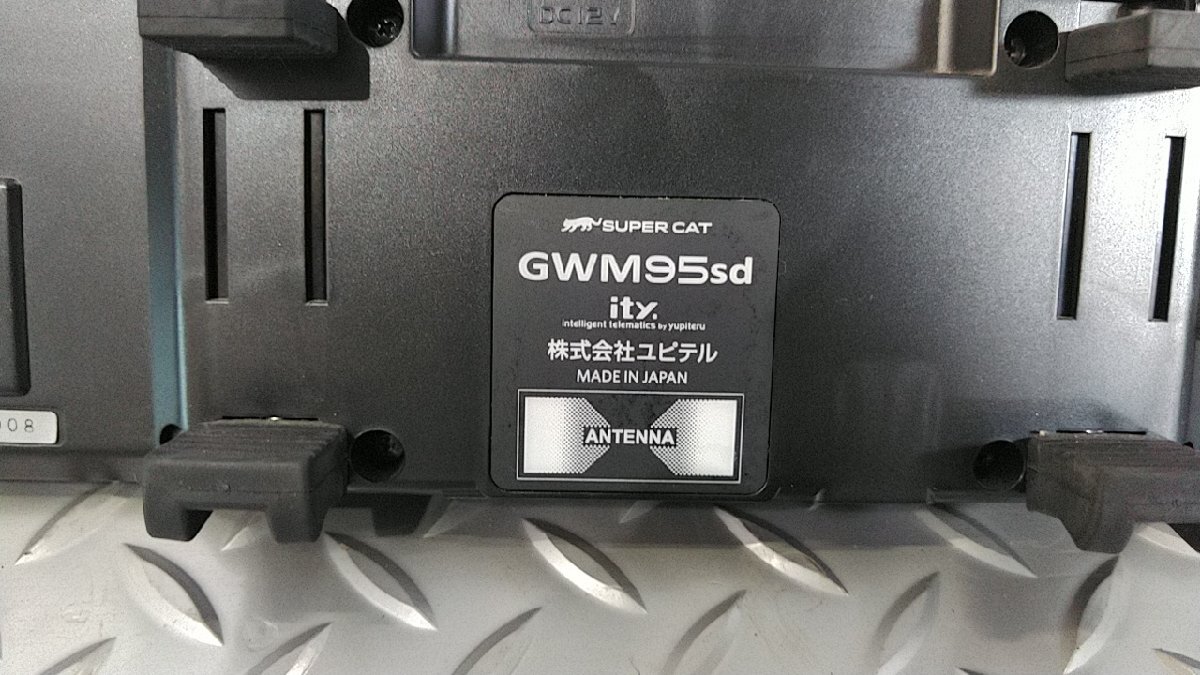 DC12V
SUPER CAT
GWM95sd
ity.
intelligent telematics by yupiteru
株式会社ユピテル
MADE IN JAPAN
ANTENNA
008